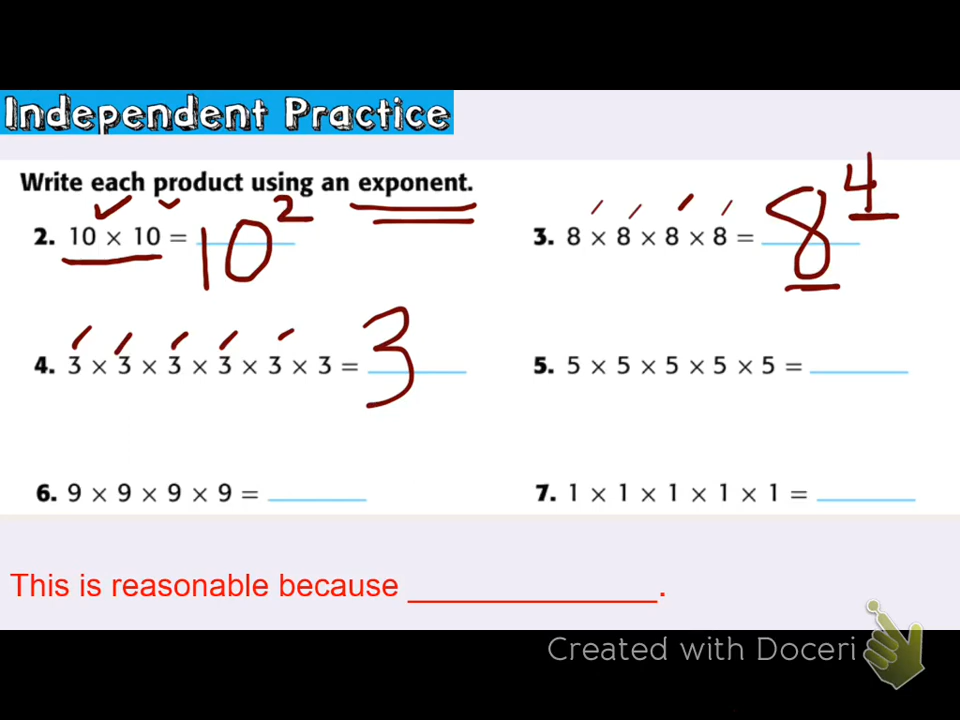 Independent Practice
Write each product using an exponent.
2. 10 × 10 = 10²
3. 8 × 8 × 8 × 8 = 8⁴
4. 3 × 3 × 3 × 3 × 3 × 3 = 3
5. 5 × 5 × 5 × 5 × 5 =
6. 9 × 9 × 9 × 9 =
7. 1 × 1 × 1 × 1 × 1 =
This is reasonable because ______________.
Created with Doceri